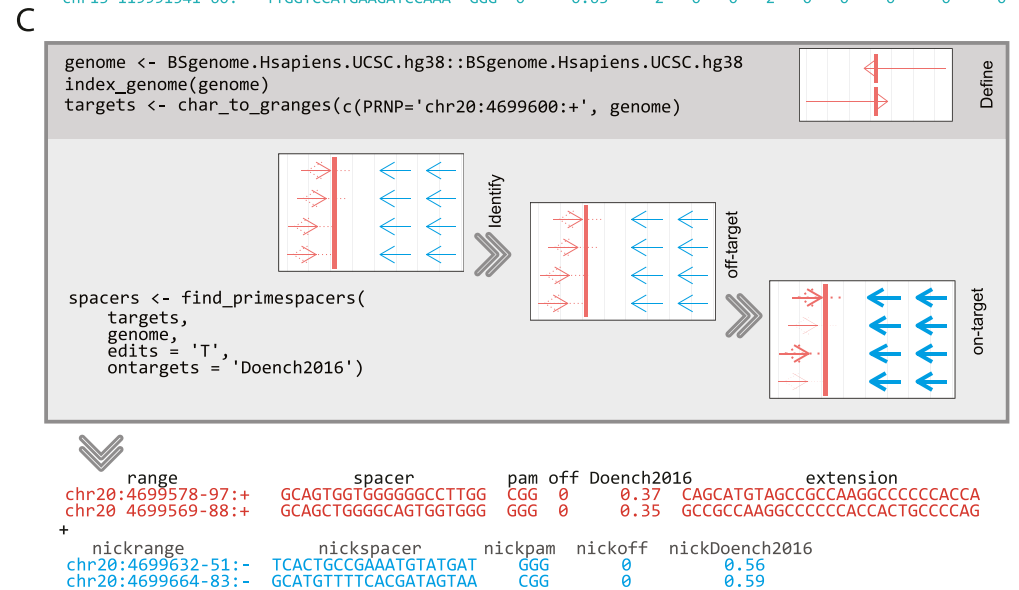 C
genome <- BSgenome.Hsapiens.UCSC.hg38::BSgenome.Hsapiens.UCSC.hg38
index_genome(genome)
targets <- char_to_granges(c(PRNP='chr20:4699600:+', genome)
Define
Identify
off-target
on-target
spacers <- find_primespacers(
targets,
genome,
edits = 'T',
ontargets = 'Doench2016')
range spacer pam off Doench2016 extension
chr20:4699578-97:+ GCAGTGGTGGGGGGCCTTGG CGG 0 0.37 CAGCATGTAGCCGCCAAGGCCCCCCACCA
chr20 4699569-88:+ GCAGCTGGGGCAGTGGTGGG GGG 0 0.35 GCCGCCAAGGCCCCCCACCACTGCCCCAG
+
nickrange nickspacer nickpam nickoff nickDoench2016
chr20:4699632-51:- TCACTGCCGAAATGTATGAT GGG 0 0.56
chr20:4699664-83:- GCATGTTTTCACGATAGTAA CGG 0 0.59